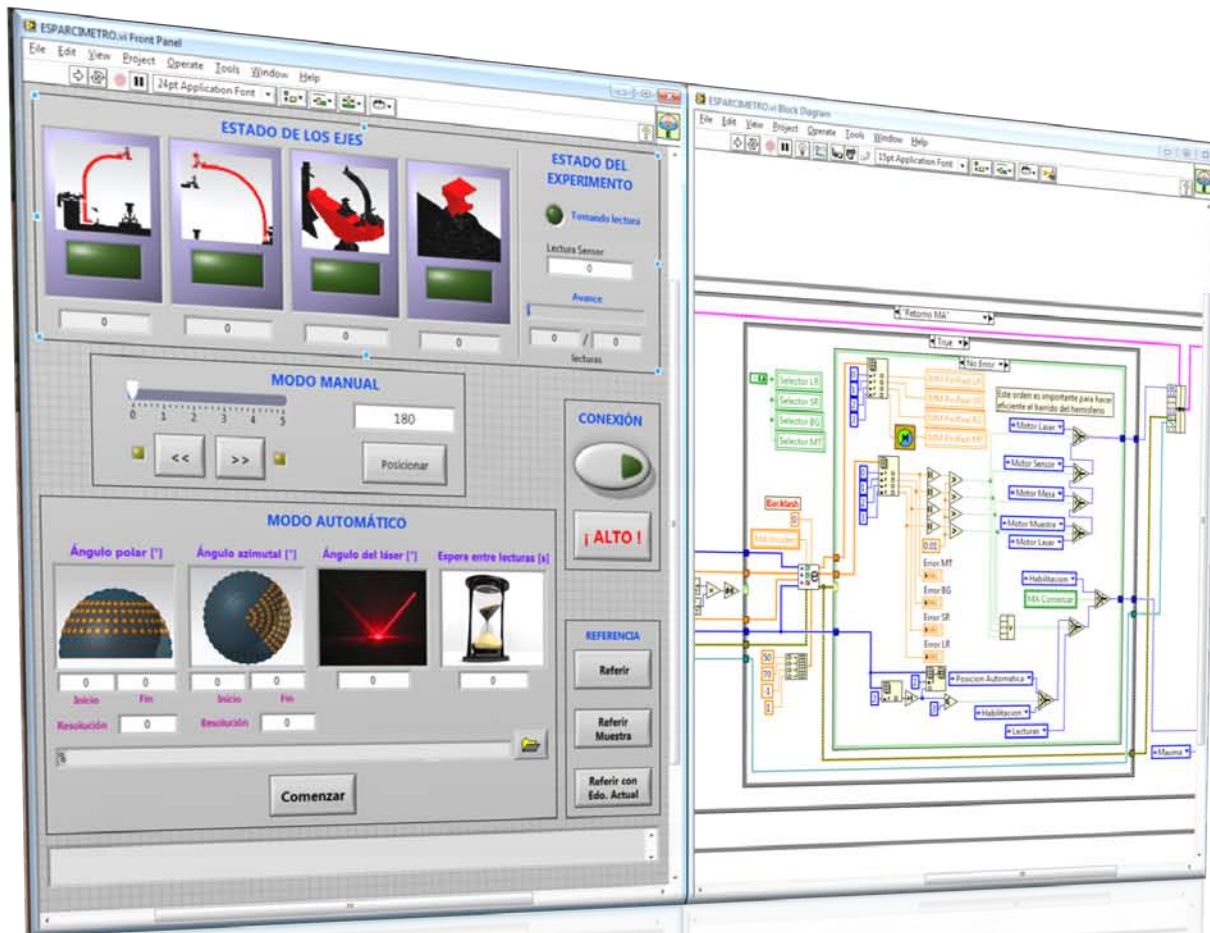 ESPARCIMETRO.vi Front Panel
File Edit View Project Operate Tools Window Help
24pt Application Font
ESTADO DE LOS EJES
0
0
0
0
ESTADO DEL
EXPERIMENTO
Tomando lectura
Lectura Sensor
0
Avance
0 / 0
lecturas
MODO MANUAL
0 1 2 3 4 5
180
<< >>
Posicionar
CONEXIÓN
¡ ALTO !
MODO AUTOMÁTICO
Ángulo polar [°]
Ángulo azimutal [°]
Ángulo del láser [°]
Espera entre lecturas [s]
0 0
0 0
0
0
Inicio Fin
Inicio Fin
Resolución 0
Resolución 0
Comenzar
REFERENCIA
Referir
Referir
Muestra
Referir con
Edo. Actual
ESPARCIMETRO.vi Block Diagram
File Edit View Project Operate Tools Window Help
15pt Application Font
"Retorno MA"
True
No Error
Selector LR
Selector SR
Selector BG
Selector MT
Este orden es importante para hacer
eficiente el barrido del hemisferio
Motor Laser
Motor Sensor
Motor Mesa
Motor Muestra
Motor Laser
Backlash
0
0,01
Error MT
Error BG
Error SR
Error LR
Habilitacion
MA Comenzar
50
70
-1
1
Posicion Automatica
Habilitacion
Lecturas
Maxima